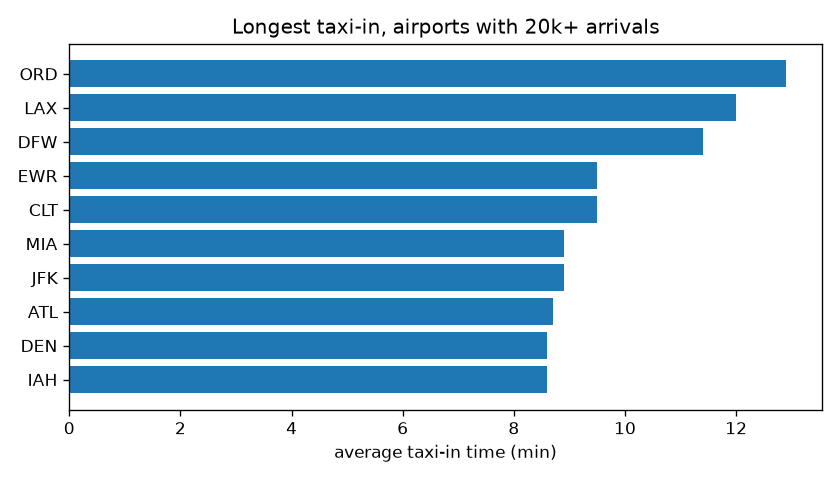 Longest taxi-in, airports with 20k+ arrivals
ORD
LAX
DFW
EWR
CLT
MIA
JFK
ATL
DEN
IAH
0 2 4 6 8 10 12
average taxi-in time (min)